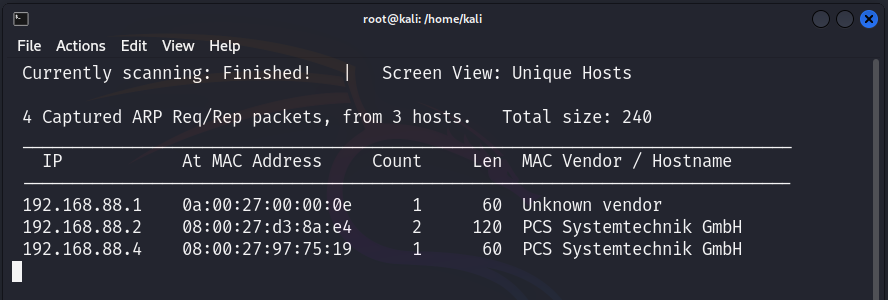 root@kali: /home/kali
File Actions Edit View Help
Currently scanning: Finished! | Screen View: Unique Hosts
4 Captured ARP Req/Rep packets, from 3 hosts. Total size: 240
IP At MAC Address Count Len MAC Vendor / Hostname
192.168.88.1 0a:00:27:00:00:0e 1 60 Unknown vendor
192.168.88.2 08:00:27:d3:8a:e4 2 120 PCS Systemtechnik GmbH
192.168.88.4 08:00:27:97:75:19 1 60 PCS Systemtechnik GmbH